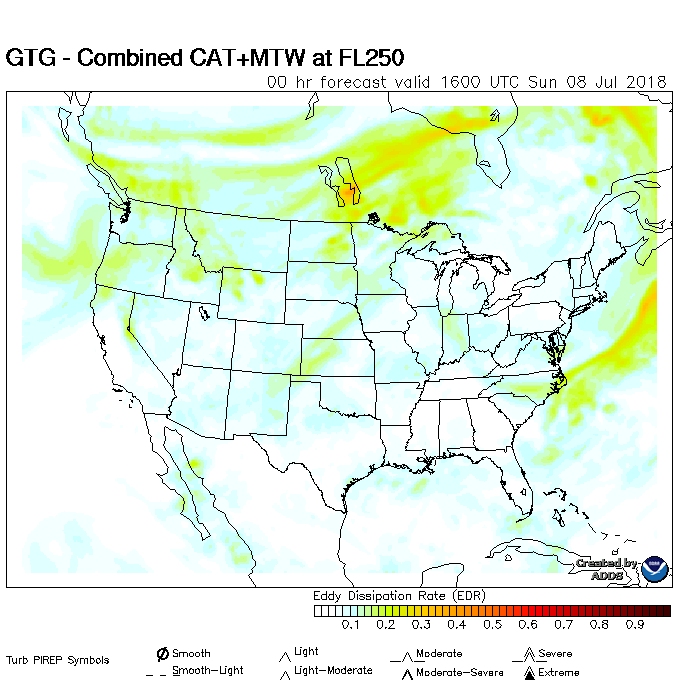 GTG - Combined CAT+MTW at FL250
00 hr forecast valid 1600 UTC Sun 08 Jul 2018
Created by
ADDS
Eddy Dissipation Rate (EDR)
0.1 0.2 0.3 0.4 0.5 0.6 0.7 0.8 0.9
Turb PIREP Symbols
Smooth Light Moderate Severe
Smooth-Light Light-Moderate Moderate-Severe Extreme